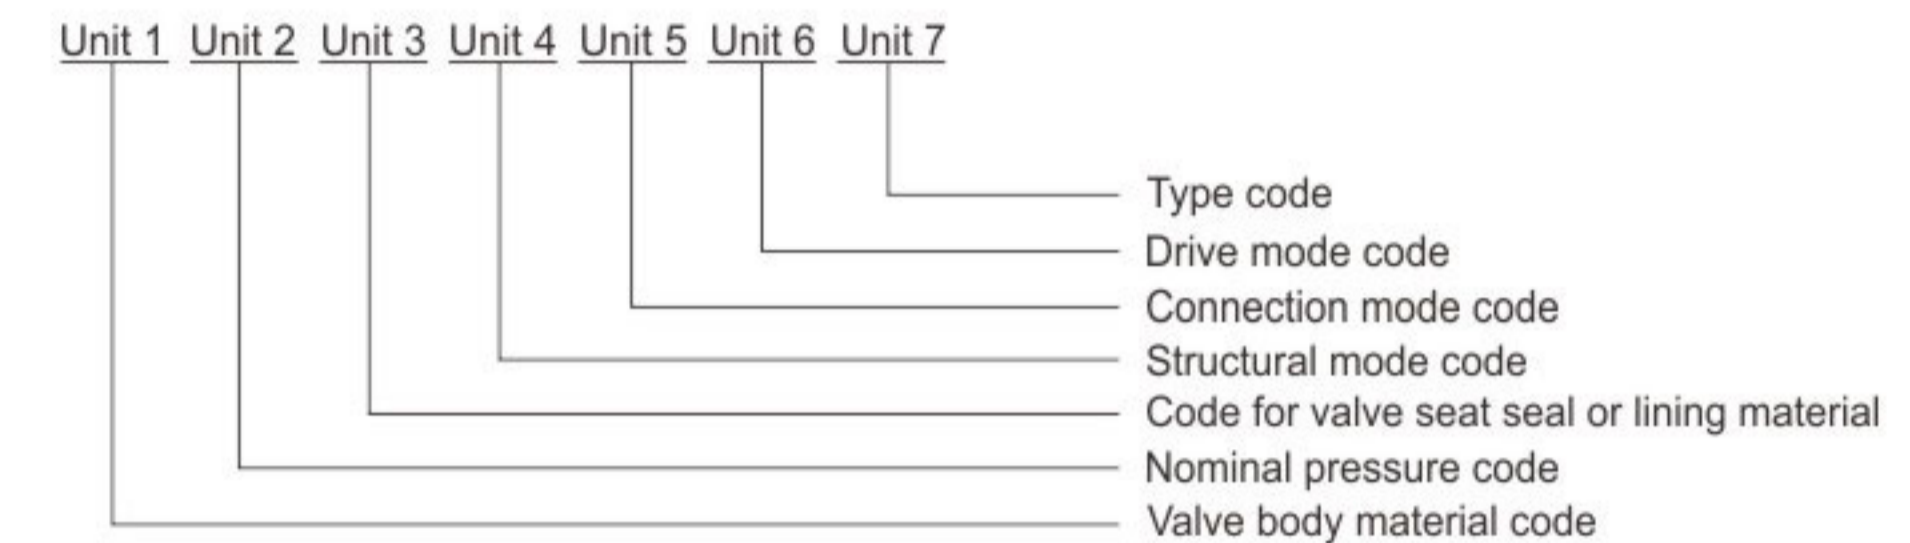 Unit 1 Unit 2 Unit 3 Unit 4 Unit 5 Unit 6 Unit 7
Type code
Drive mode code
Connection mode code
Structural mode code
Code for valve seat seal or lining material
Nominal pressure code
Valve body material code